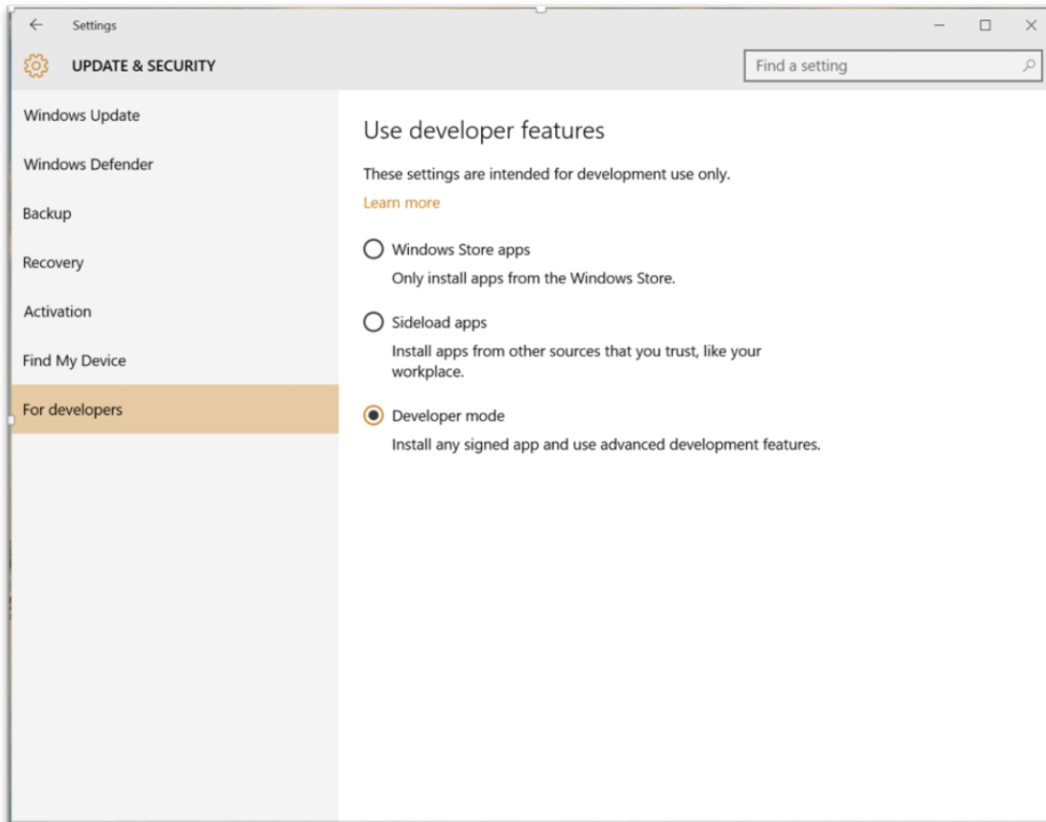 Settings
UPDATE & SECURITY
Find a setting
Windows Update
Windows Defender
Backup
Recovery
Activation
Find My Device
For developers
Use developer features
These settings are intended for development use only.
Learn more
Windows Store apps
Only install apps from the Windows Store.
Sideload apps
Install apps from other sources that you trust, like your
workplace.
Developer mode
Install any signed app and use advanced development features.